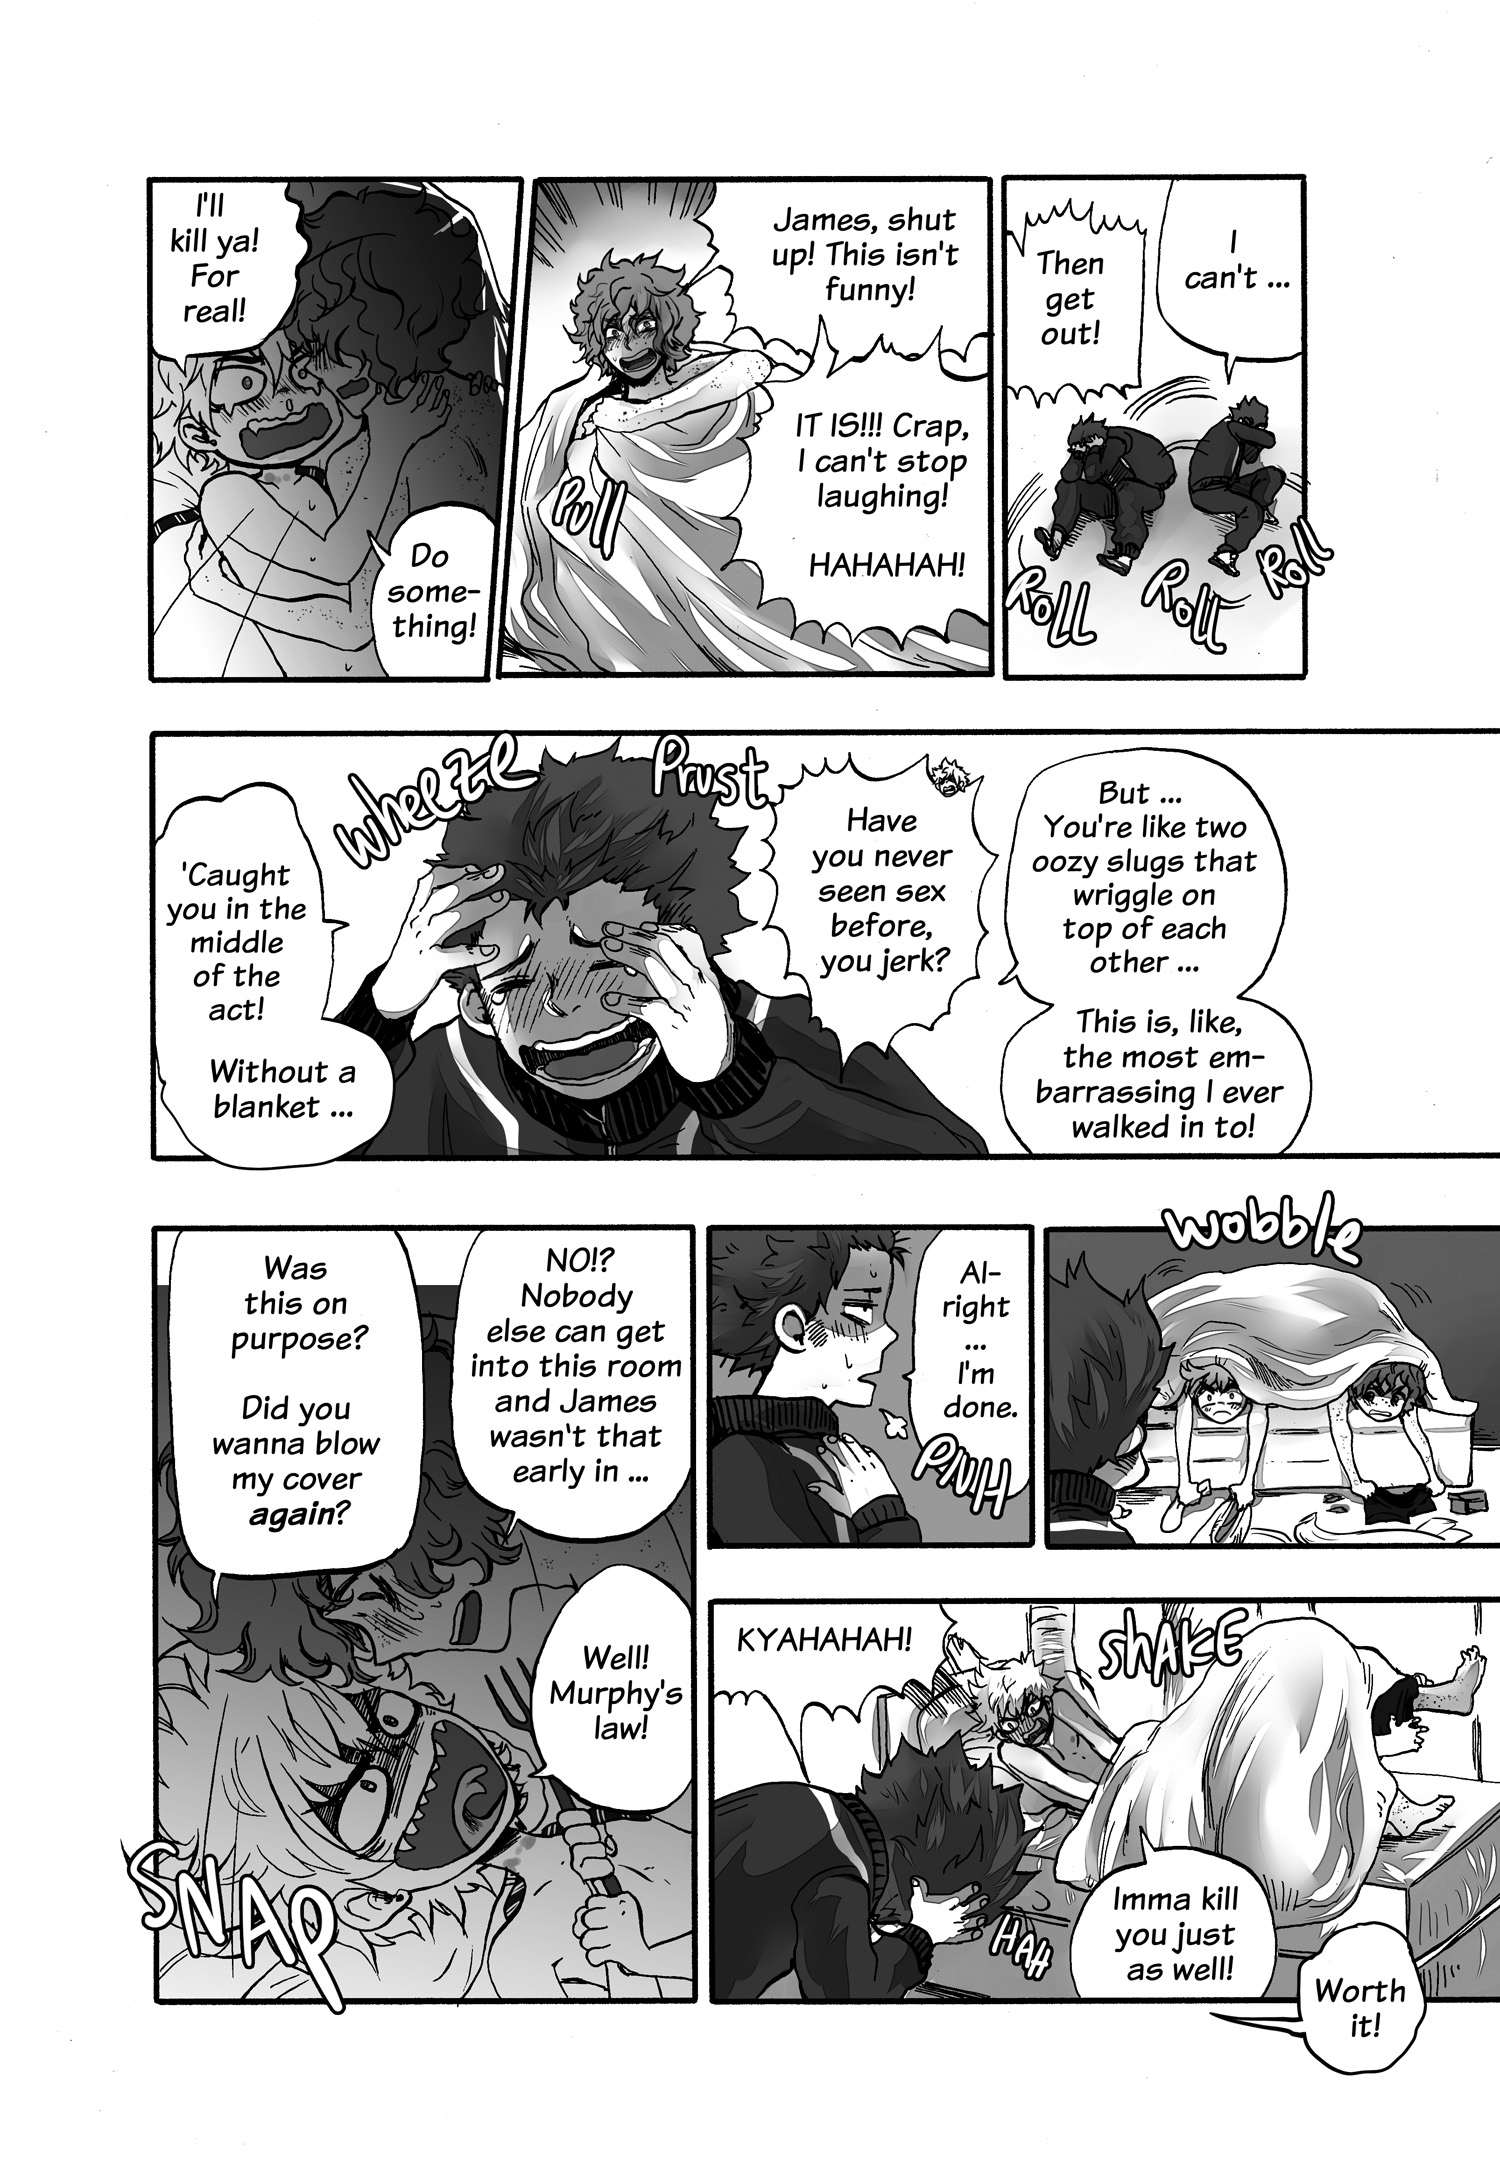 I'll
kill ya!
For
real!
Do
some-
thing!
James, shut
up! This isn't
funny!
IT IS!!! Crap,
I can't stop
laughing!
HAHAHAH!
PULL
Then
get
out!
I
can't ...
ROLL
ROLL
ROLL
'Caught
you in the
middle
of the
act!
Without a
blanket ...
wheeze
Prust
Have
you never
seen sex
before,
you jerk?
But ...
You're like two
oozy slugs that
wriggle on
top of each
other ...
This is, like,
the most em-
barrassing I ever
walked in to!
Was
this on
purpose?
Did you
wanna blow
my cover
again?
NO!?
Nobody
else can get
into this room
and James
wasn't that
early in ...
Well!
Murphy's
law!
SNAP
Al-
right
...
I'm
done.
PNUH
wobble
KYAHAHAH!
SHAKE
HAH
Imma kill
you just
as well!
Worth
it!